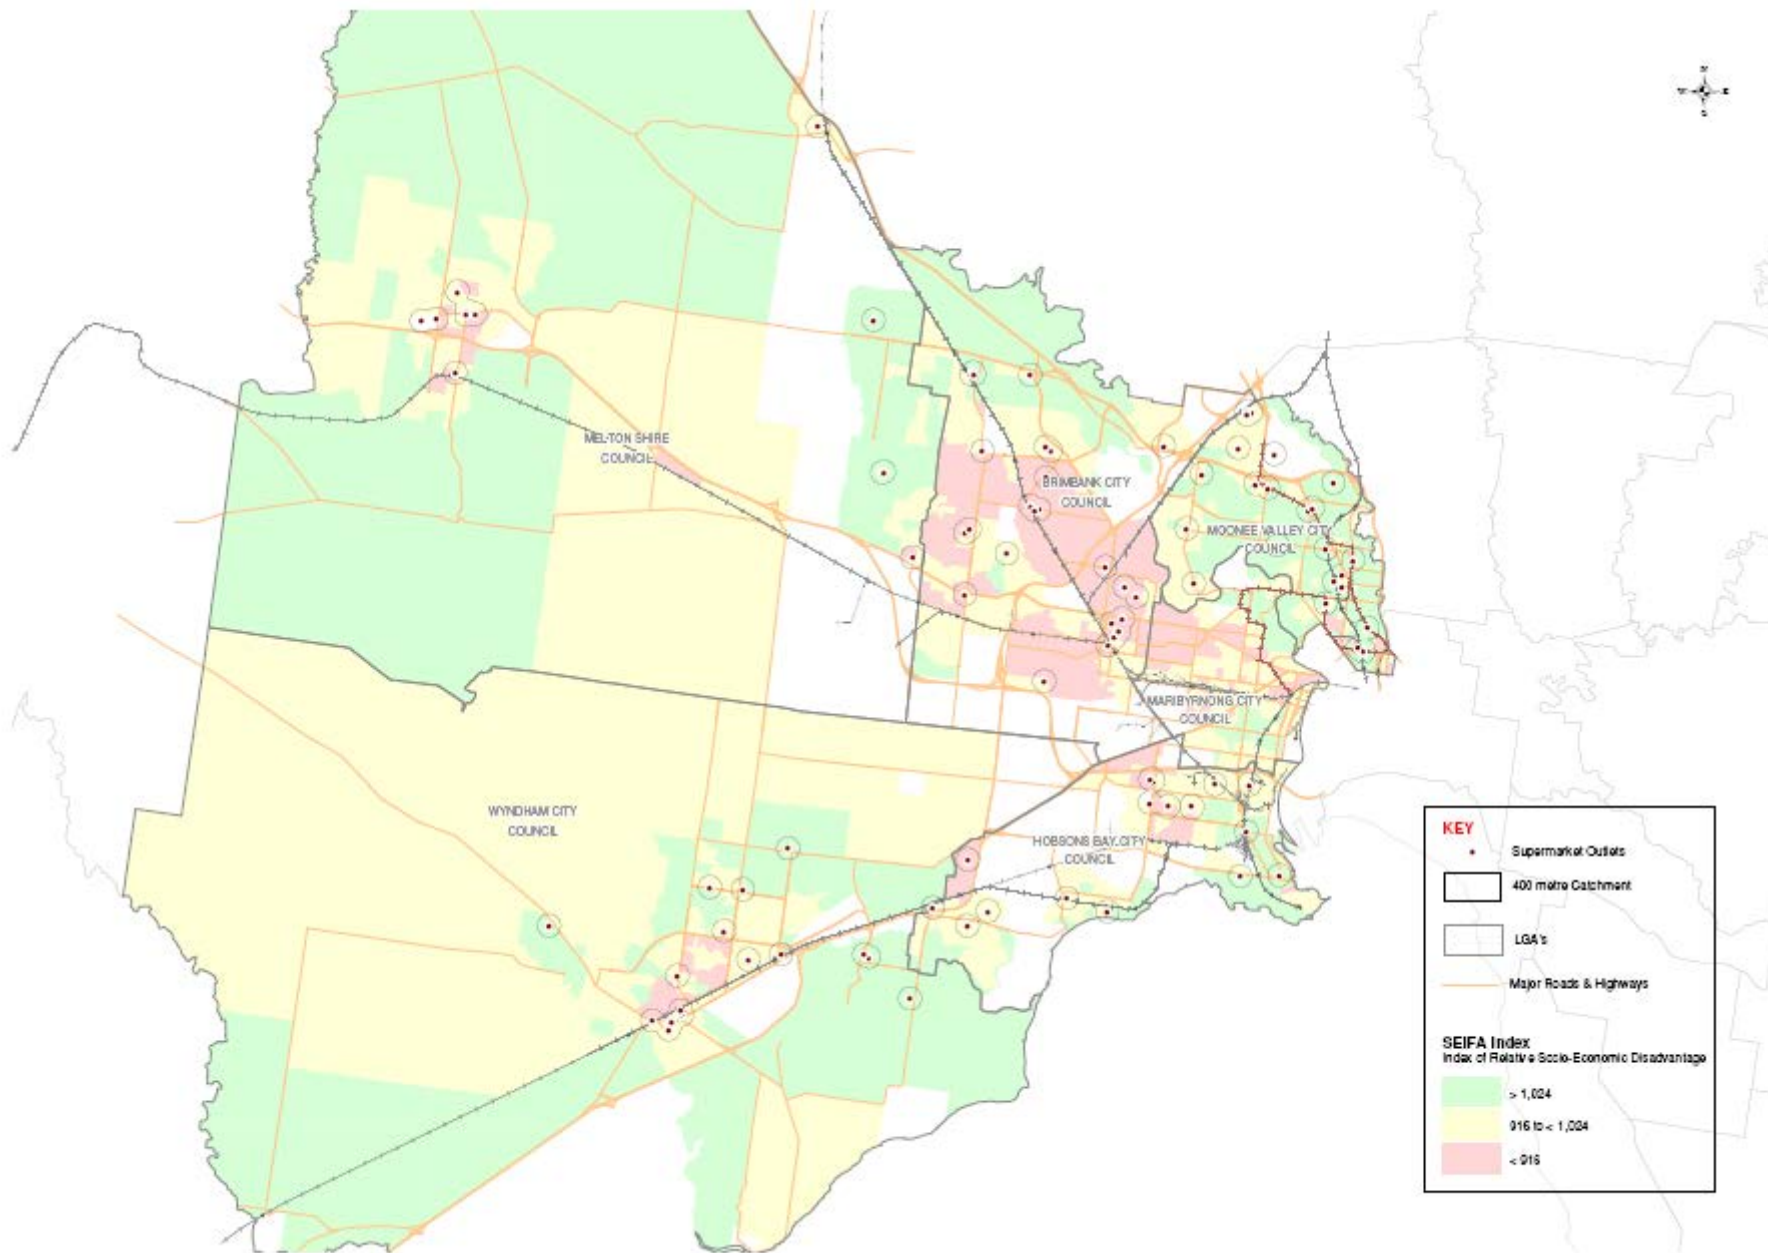 N
W
E
S
MELTON SHIRE
COUNCIL
BRIMBANK CITY
COUNCIL
MOONEE VALLEY CITY
COUNCIL
MARIBYRNONG CITY
COUNCIL
WYNDHAM CITY
COUNCIL
HOBSONS BAY CITY
COUNCIL
KEY
Supermarket Outlets
400 metre Catchment
LGA's
Major Roads & Highways
SEIFA Index
Index of Relative Socio-Economic Disadvantage
> 1,024
916 to < 1,024
< 916